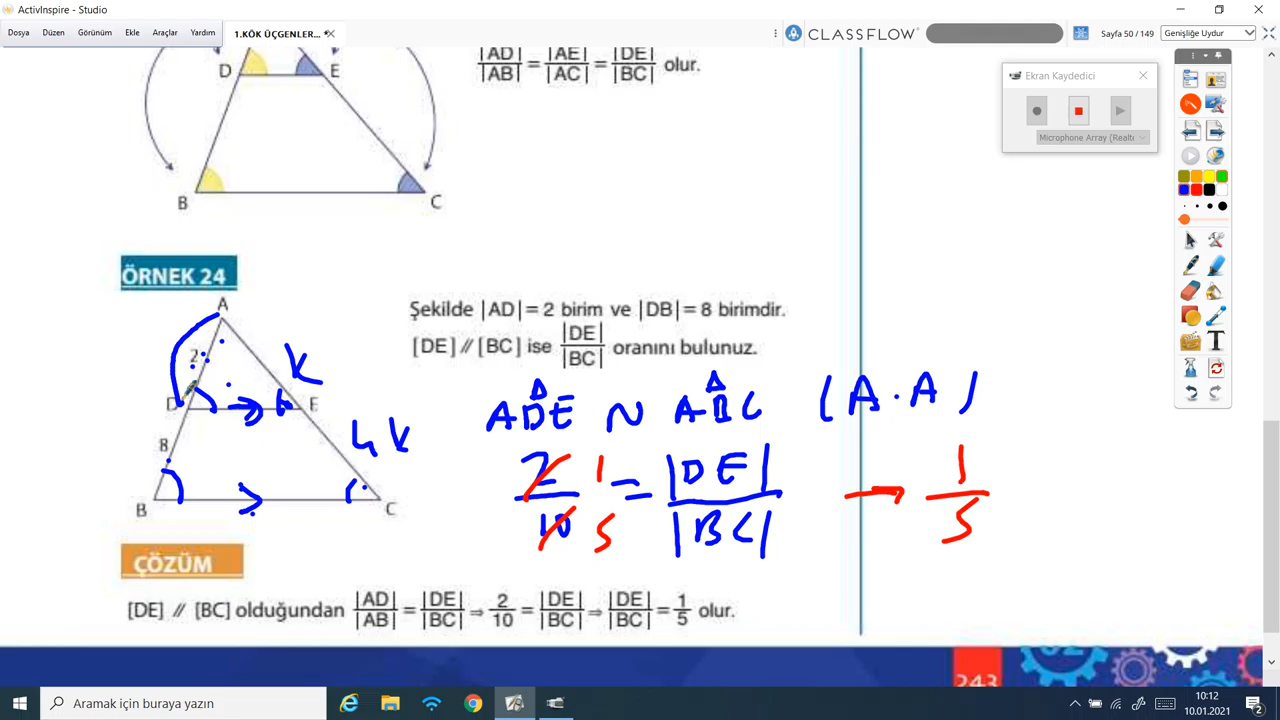 ActivInspire - Studio
Dosya Düzen Görünüm Ekle Araçlar Yardım
1.KÖK ÜÇGENLER...
CLASSFLOW
Sayfa 50 / 149
Genişliğe Uydur
Ekran Kaydedici
Microphone Array (Realte
D E
B C
|AD|/|AB| = |AE|/|AC| = |DE|/|BC| olur.
ÖRNEK 24
A
2
K
D E
8
4K
B C
Şekilde |AD|= 2 birim ve |DB|= 8 birimdir.
[DE] // [BC] ise |DE|/|BC| oranını bulunuz.
ADE ~ ABC (A.A)
2/10 1/5 = |DE|/|BC| → 1/5
ÇÖZÜM
[DE] // [BC] olduğundan |AD|/|AB| = |DE|/|BC| ⇒ 2/10 = |DE|/|BC| ⇒ |DE|/|BC| = 1/5 olur.
243
Aramak için buraya yazın
10:12
10.01.2021
2